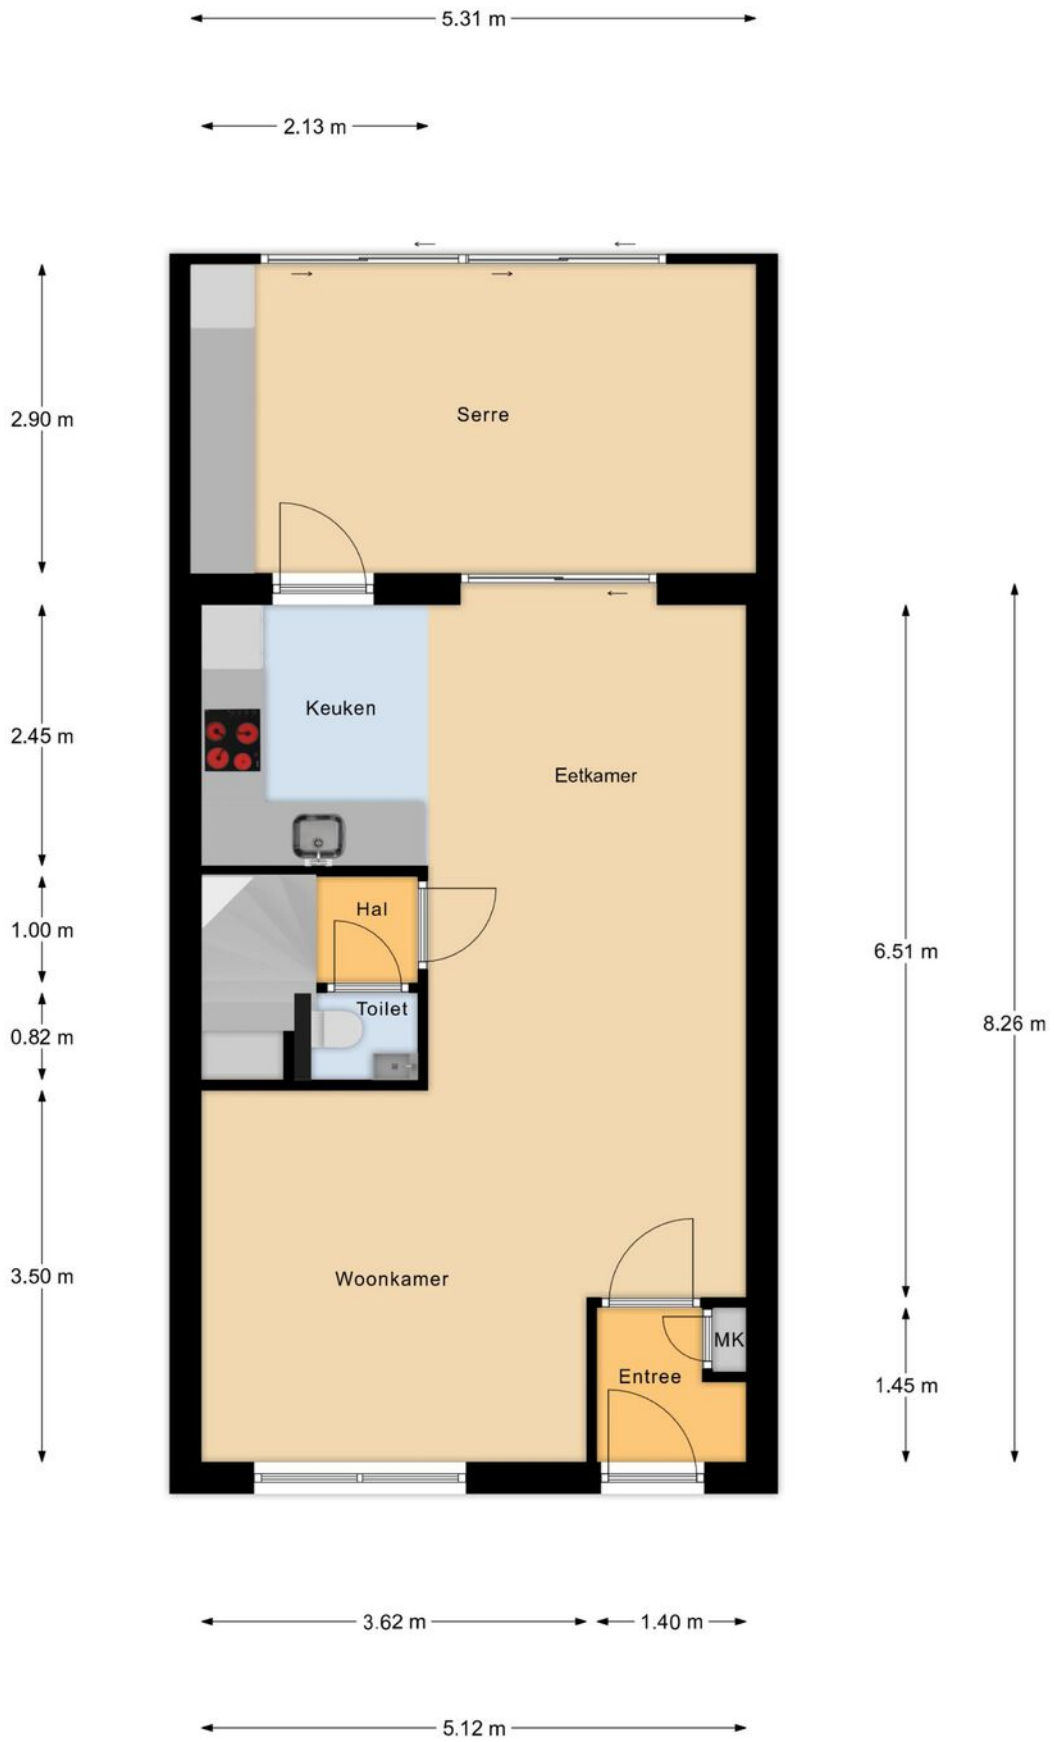 5.31 m
2.13 m
2.90 m
Serre
2.45 m
Keuken
Eetkamer
1.00 m
Hal
6.51 m
0.82 m
Toilet
8.26 m
3.50 m
Woonkamer
MK
Entree
1.45 m
3.62 m
1.40 m
5.12 m